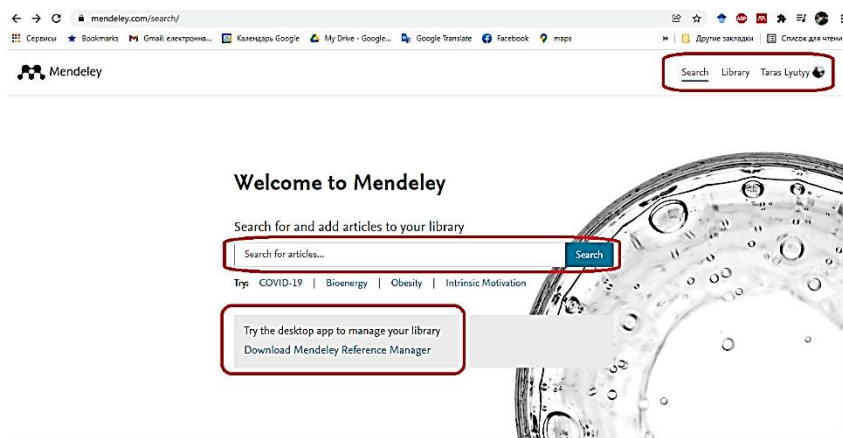 mendeley.com/search/
Сервисы Bookmarks Gmail: електронна... Календарь Google My Drive - Google... Google Translate Facebook maps » Другие закладки Список для чтени
Mendeley Search Library Taras Lyutyy
Welcome to Mendeley
Search for and add articles to your library
Search for articles... Search
Try: COVID-19 | Bioenergy | Obesity | Intrinsic Motivation
Try the desktop app to manage your library
Download Mendeley Reference Manager